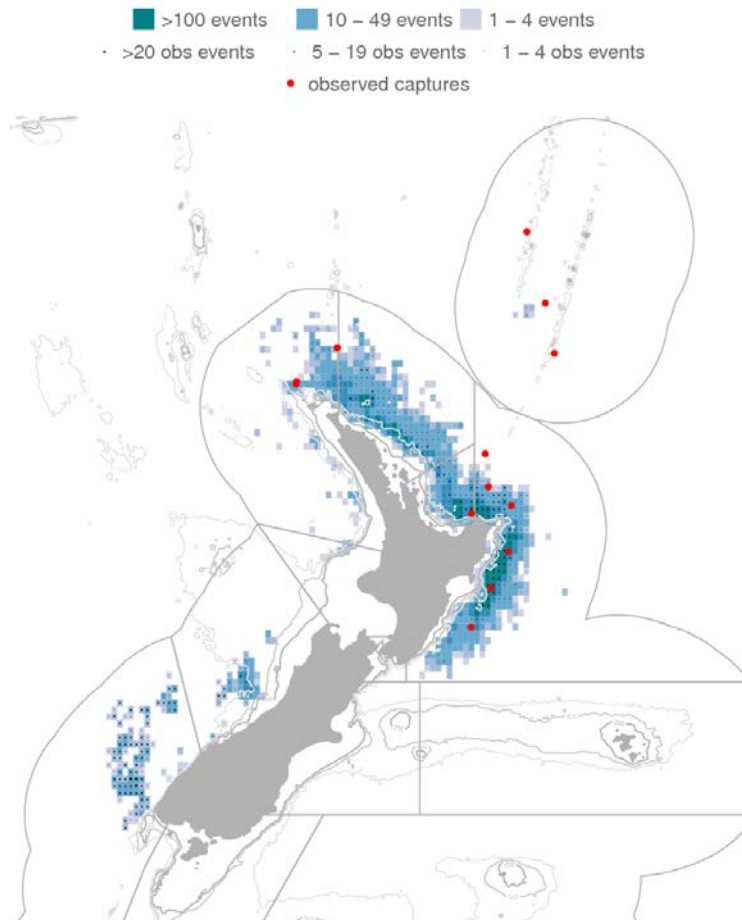 >100 events 10 – 49 events 1 – 4 events
>20 obs events 5 – 19 obs events 1 – 4 obs events
observed captures